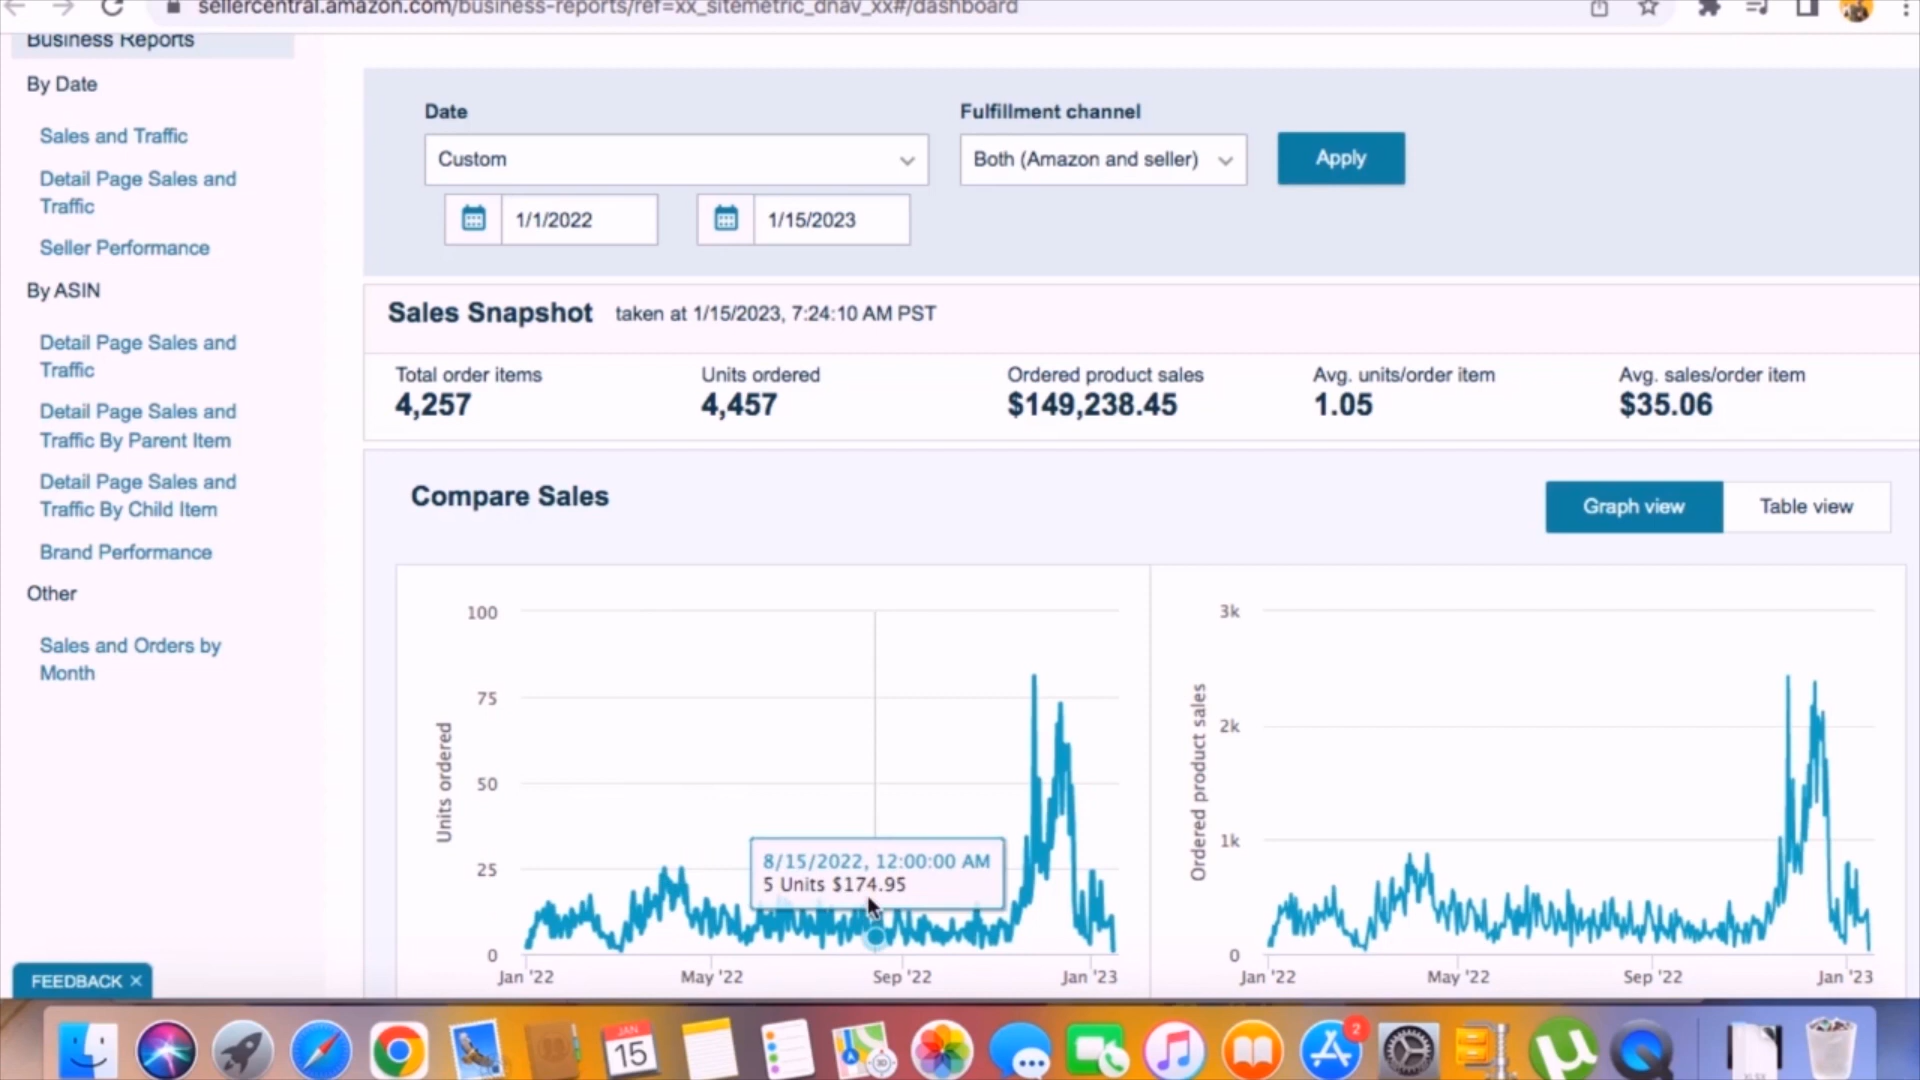 sellercentral.amazon.com/business-reports/ref=xx_sitemetric_dnav_xx#/dashboard
Business Reports
By Date
Sales and Traffic
Detail Page Sales and
Traffic
Seller Performance
By ASIN
Detail Page Sales and
Traffic
Detail Page Sales and
Traffic By Parent Item
Detail Page Sales and
Traffic By Child Item
Brand Performance
Other
Sales and Orders by
Month
FEEDBACK ×
Date
Custom
1/1/2022
1/15/2023
Fulfillment channel
Both (Amazon and seller)
Apply
Sales Snapshot taken at 1/15/2023, 7:24:10 AM PST
Total order items
4,257
Units ordered
4,457
Ordered product sales
$149,238.45
Avg. units/order item
1.05
Avg. sales/order item
$35.06
Compare Sales
Graph view
Table view
Units ordered
100
75
50
25
0
Jan '22
May '22
Sep '22
Jan '23
8/15/2022, 12:00:00 AM
5 Units $174.95
Ordered product sales
3k
2k
1k
0
Jan '22
May '22
Sep '22
Jan '23
JAN
15
2